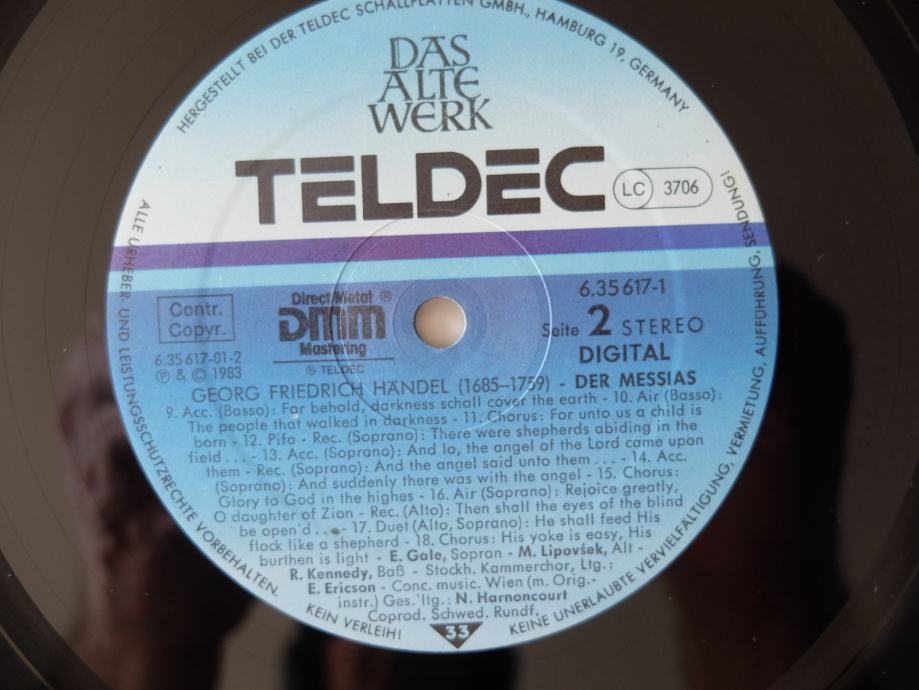 HERGESTELLT BEI DER TELDEC SCHALLPLATTEN GMBH., HAMBURG 19, GERMANY
DAS
ALTE
WERK
TELDEC
LC 3706
6.35617-1
Contr.
Copyr.
Direct Metal ®
DMM
Mastering
® TELDEC
Seite 2 STEREO
DIGITAL
6.35617-01-2
℗ & © 1983
GEORG FRIEDRICH HÄNDEL (1685–1759) - DER MESSIAS
9. Acc. (Basso): For behold, darkness schall cover the earth - 10. Air (Basso):
The people that walked in darkness - 11. Chorus: For unto us a child is
born - 12. Pifo - Rec. (Soprano): There were shepherds abiding in the
field . . . - 13. Acc. (Soprano): And lo, the angel of the Lord came upon
them - Rec. (Soprano): And the angel said unto them . . . - 14. Acc.
(Soprano): And suddenly there was with the angel - 15. Chorus:
Glory to God in the highes - 16. Air (Soprano): Rejoice greatly,
O daughter of Zion - Rec. (Alto): Then shall the eyes of the blind
be open'd . . . - 17. Duet (Alto, Soprano): He shall feed His
flock like a shepherd - 18. Chorus: His yoke is easy, His
burthen is light - E. Gale, Sopran - M. Lipovšek, Alt -
R. Kennedy, Baß - Stockh. Kammerchor, Ltg.:
E. Ericson - Conc. music. Wien (m. Orig.-
instr.) Ges.'ltg.: N. Harnoncourt
Coprod. Schwed. Rundf.
33
ALLE URHEBER- UND LEISTUNGSSCHUTZRECHTE VORBEHALTEN.
KEIN VERLEIH!
KEINE UNERLAUBTE VERVIELFÄLTIGUNG, VERMIETUNG, AUFFÜHRUNG, SENDUNG!